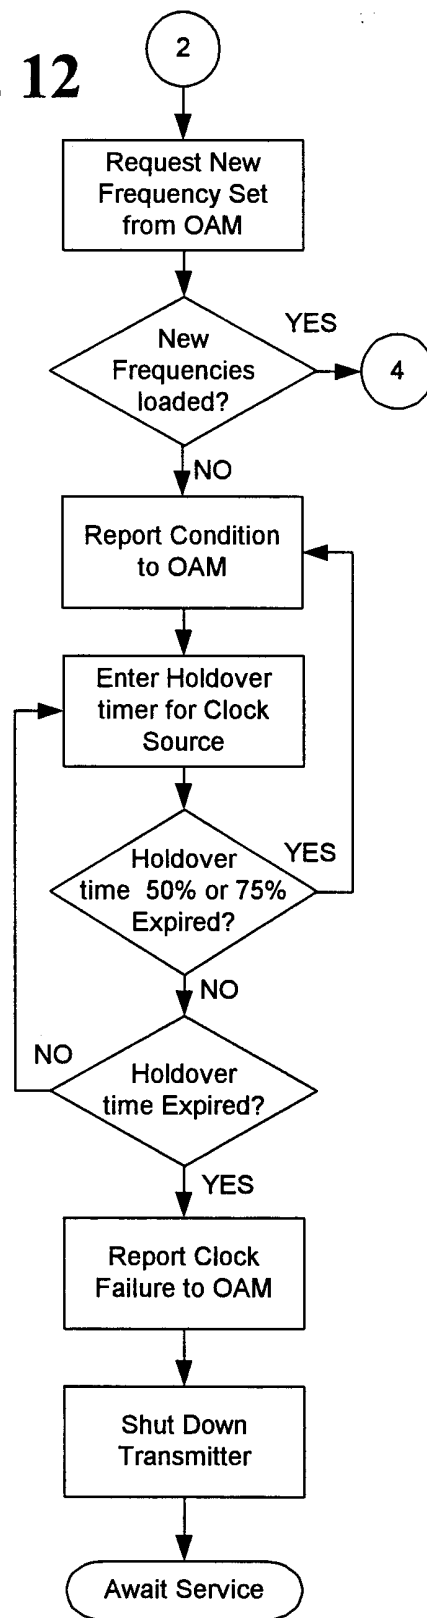 . 12
2
Request New
Frequency Set
from OAM
YES
New
Frequencies
loaded?
4
NO
Report Condition
to OAM
Enter Holdover
timer for Clock
Source
YES
Holdover
time 50% or 75%
Expired?
NO
NO
Holdover
time Expired?
YES
Report Clock
Failure to OAM
Shut Down
Transmitter
Await Service